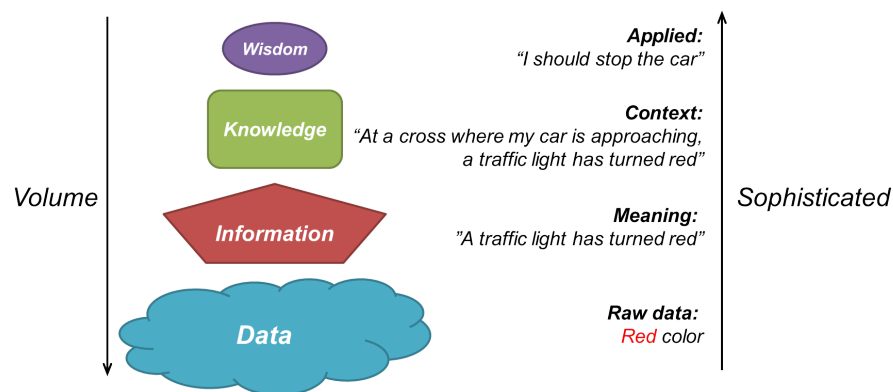 Wisdom
Applied:
“I should stop the car”
Knowledge
Context:
“At a cross where my car is approaching,
a traffic light has turned red”
Volume
Sophisticated
Information
Meaning:
”A traffic light has turned red”
Data
Raw data:
Red color